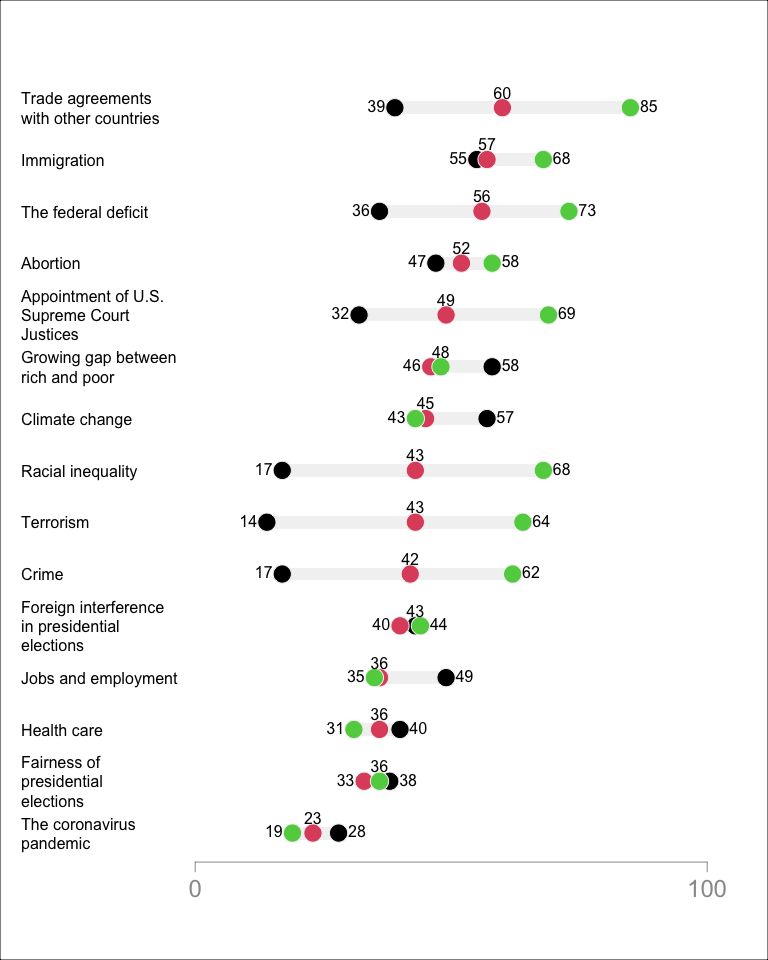 60
Trade agreements
with other countries
39
85
57
Immigration
55
68
56
The federal deficit
36
73
52
Abortion
47
58
49
Appointment of U.S.
Supreme Court
Justices
32
69
48
Growing gap between
rich and poor
46
58
45
Climate change
43
57
43
Racial inequality
17
68
43
Terrorism
14
64
42
Crime
17
62
43
Foreign interference
in presidential
elections
40
44
36
Jobs and employment
35
49
36
Health care
31
40
36
Fairness of
presidential
elections
33
38
23
The coronavirus
pandemic
19
28
0
100